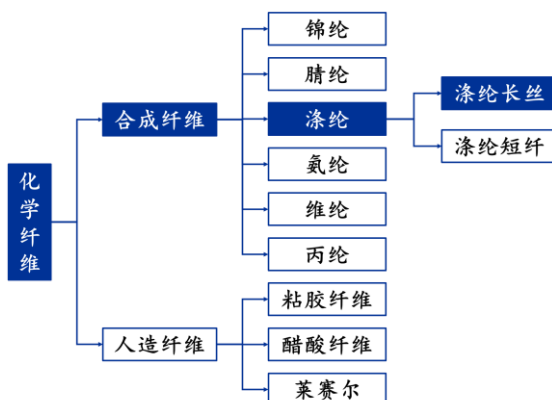 化学纤维
合成纤维
锦纶
腈纶
涤纶
涤纶长丝
涤纶短纤
氨纶
维纶
丙纶
人造纤维
粘胶纤维
醋酸纤维
莱赛尔